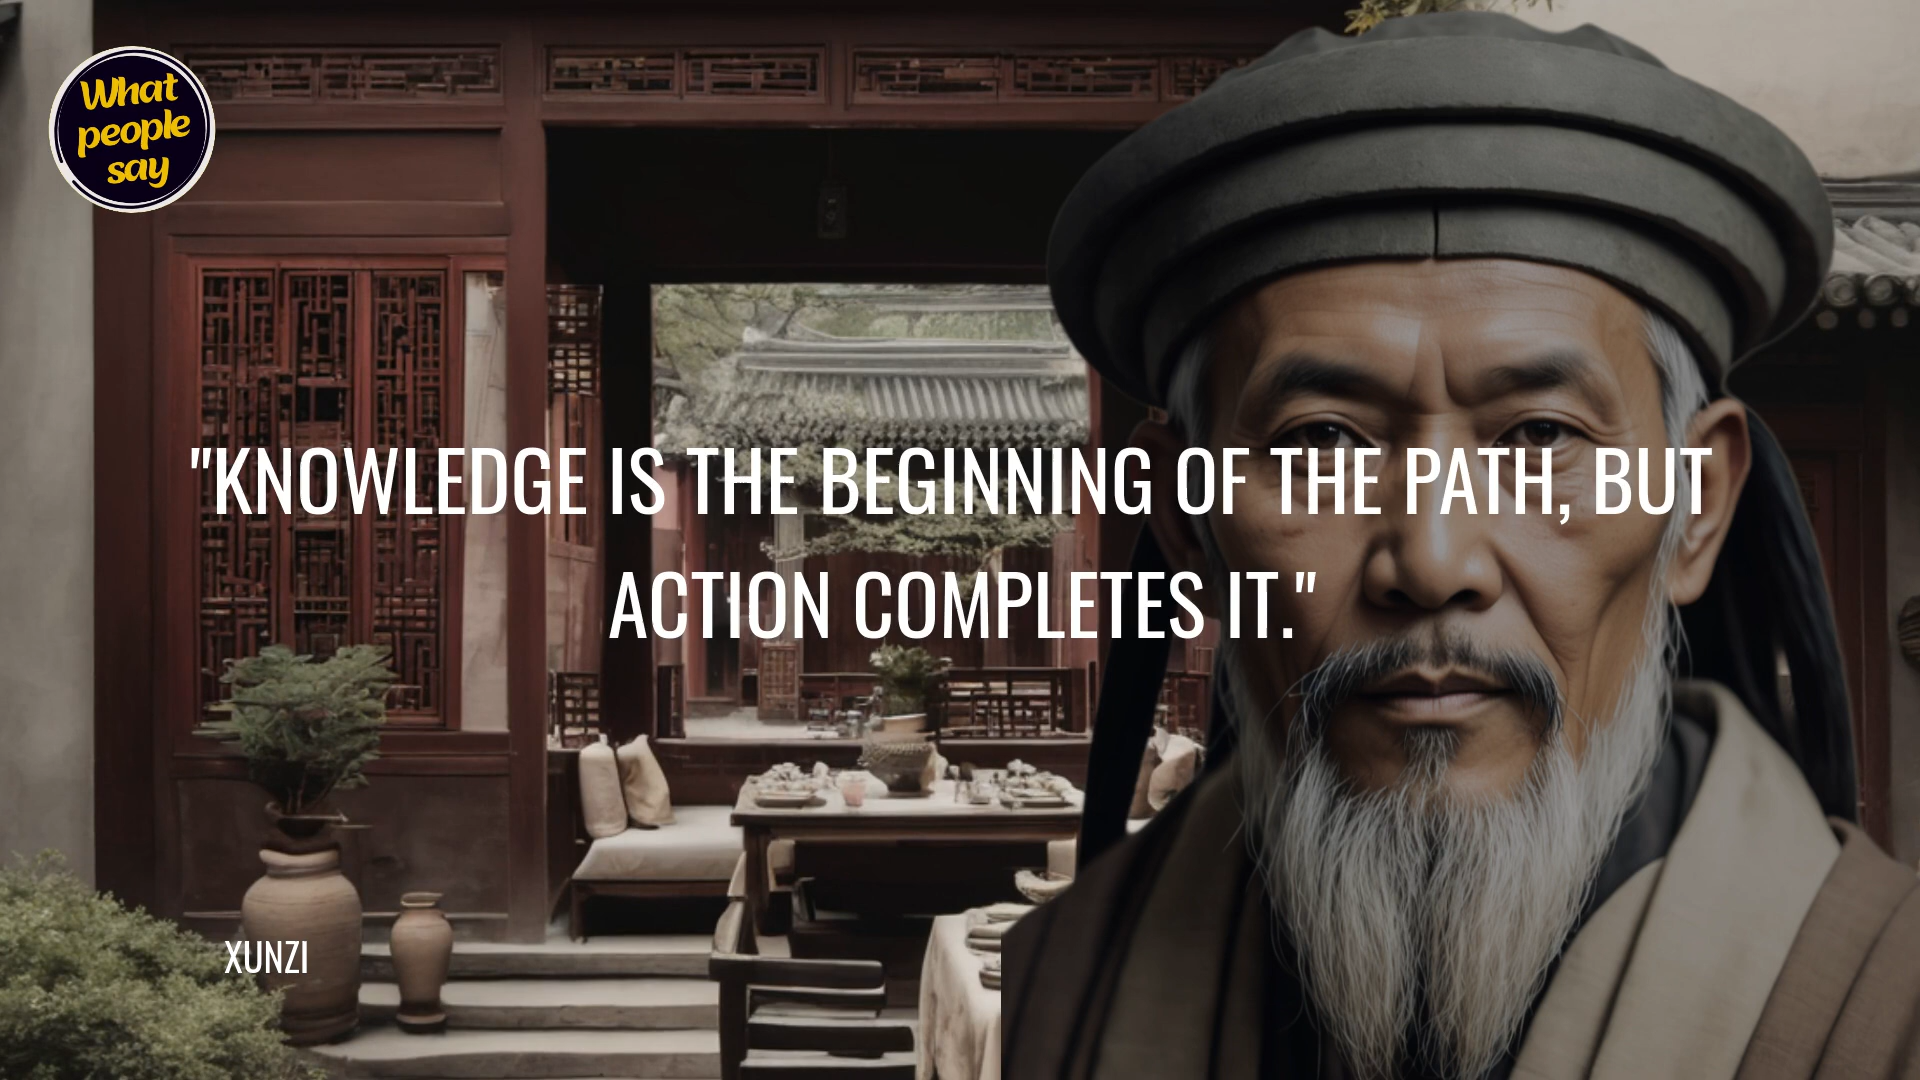 What
people
say
"KNOWLEDGE IS THE BEGINNING OF THE PATH, BUT
ACTION COMPLETES IT."
XUNZI